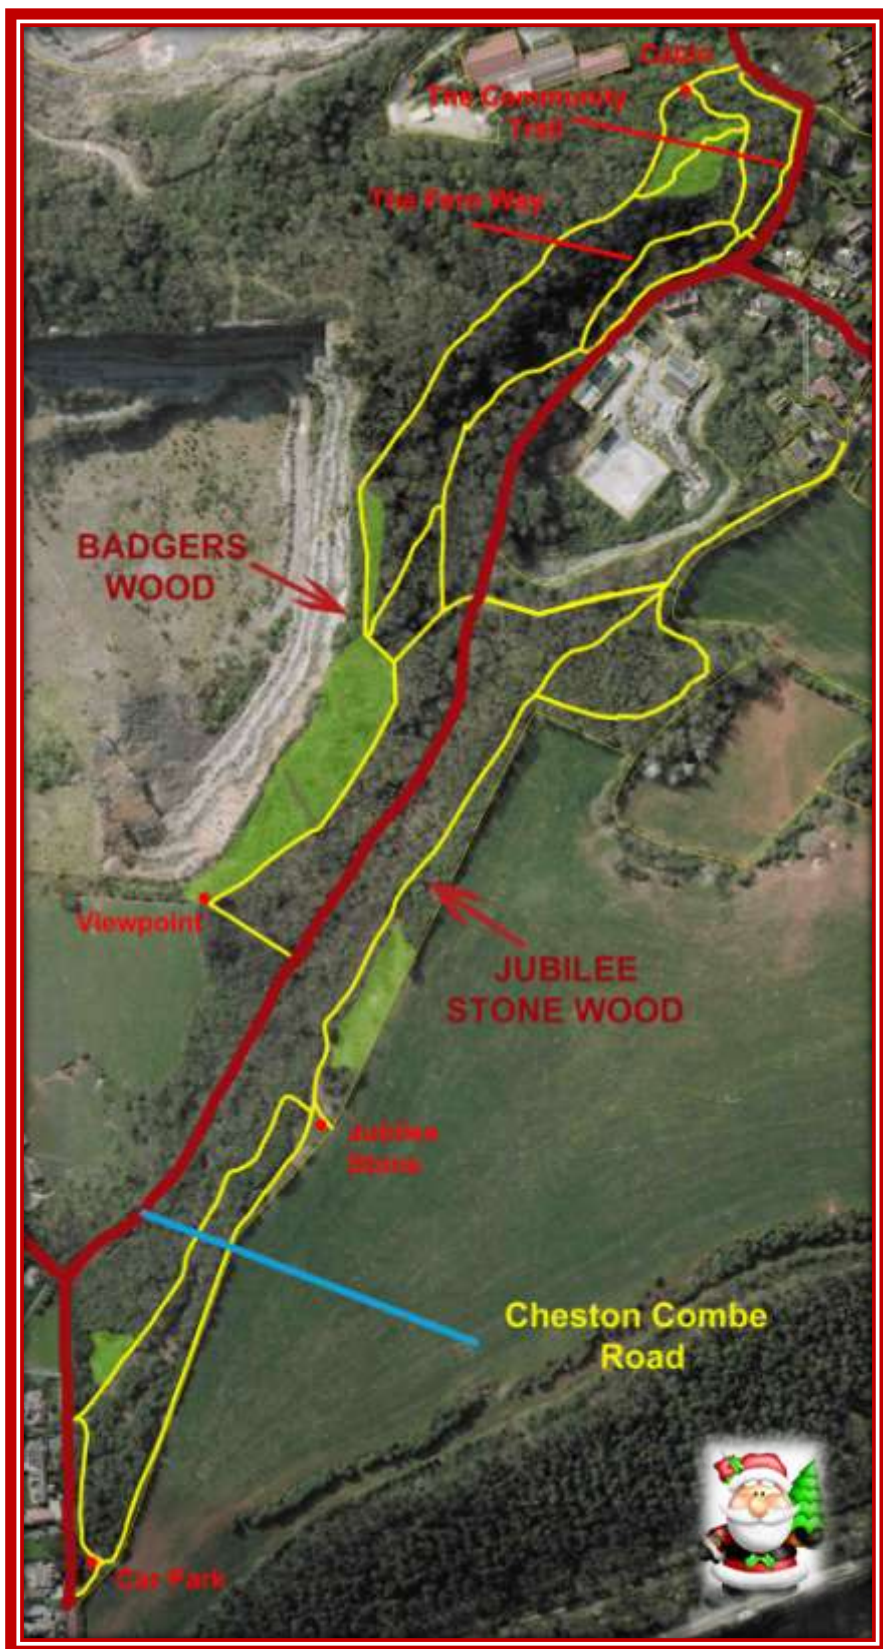 Cabin
The Community
Trail
The Fern Way
BADGERS
WOOD
Viewpoint
JUBILEE
STONE WOOD
Jubilee
Stone
Cheston Combe
Road
Car Park